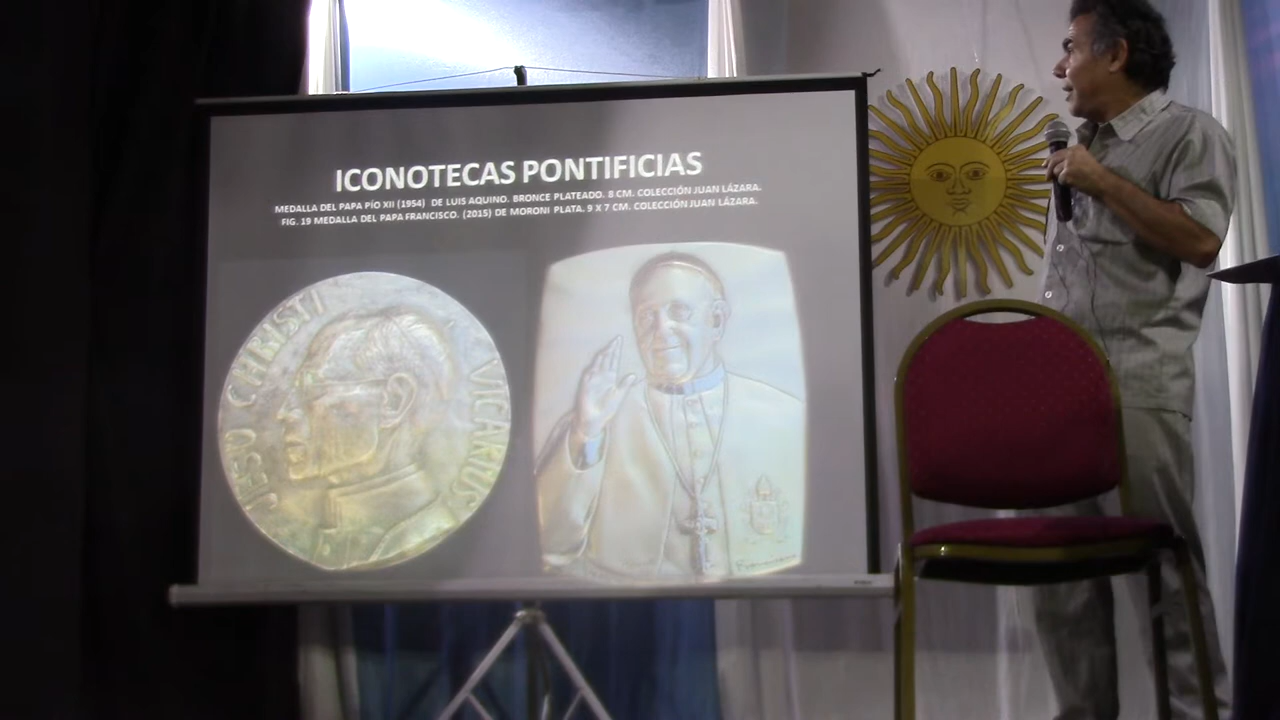 ICONOTECAS PONTIFICIAS
MEDALLA DEL PAPA PÍO XII (1954) DE LUIS AQUINO. BRONCE PLATEADO. 8 CM. COLECCIÓN JUAN LÁZARA.
FIG. 19 MEDALLA DEL PAPA FRANCISCO. (2015) DE MORONI PLATA. 9 X 7 CM. COLECCIÓN JUAN LÁZARA.
JESO CHRISTI VICARIUS